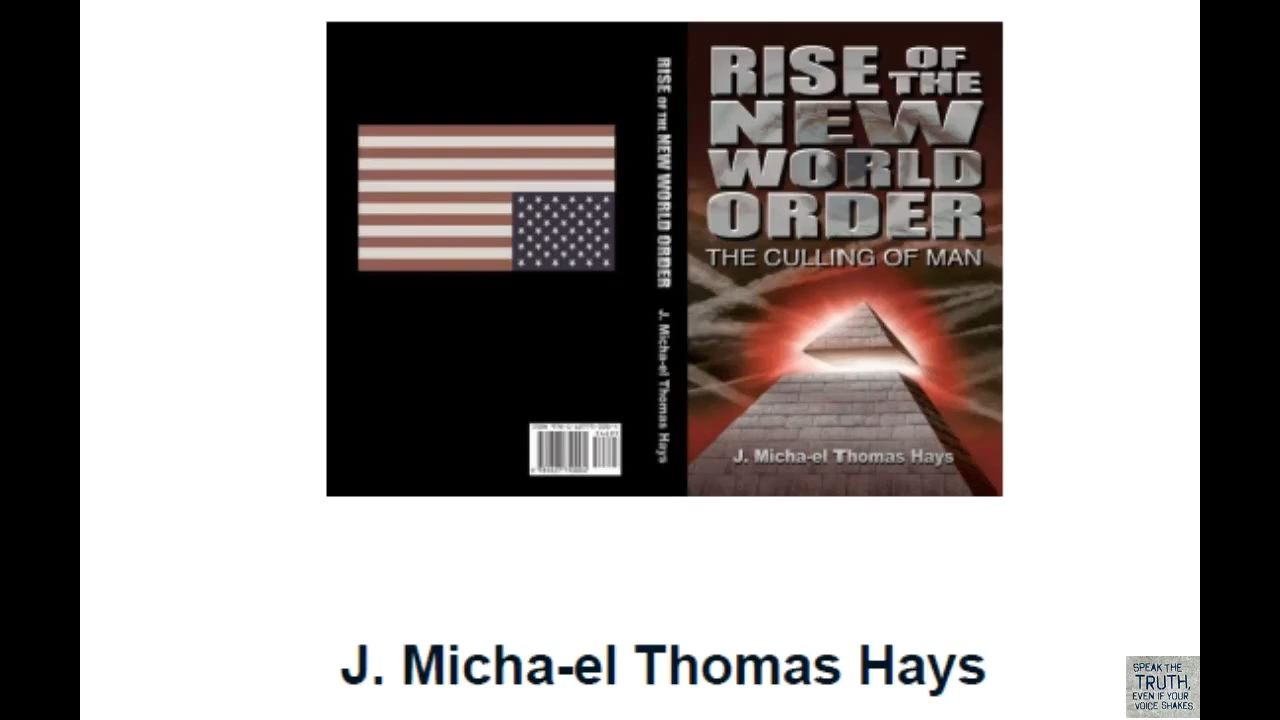 RISE OF THE NEW WORLD ORDER J. Micha-el Thomas Hays
RISE OF
THE
NEW
WORLD
ORDER
THE CULLING OF MAN
J. Micha-el Thomas Hays
J. Micha-el Thomas Hays
SPEAK THE
TRUTH,
EVEN IF YOUR
VOICE SHAKES